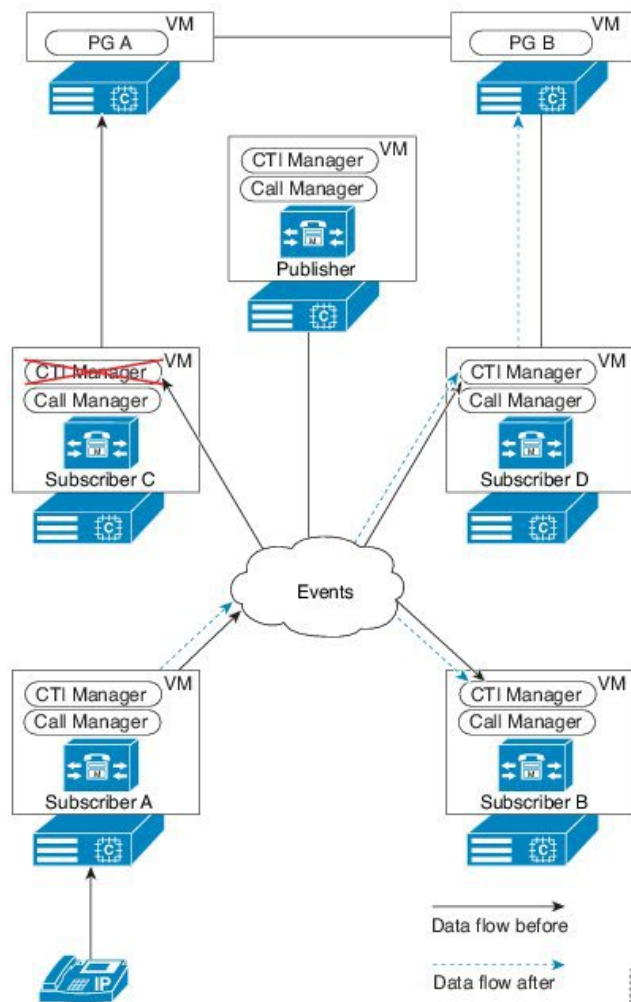 VM
PG A
VM
PG B
C
C
VM
CTI Manager
Call Manager
M
Publisher
C
VM
CTI Manager
Call Manager
M
Subscriber C
C
VM
CTI Manager
Call Manager
M
Subscriber D
C
Events
VM
CTI Manager
Call Manager
M
Subscriber A
C
VM
CTI Manager
Call Manager
M
Subscriber B
C
IP
Data flow before
Data flow after